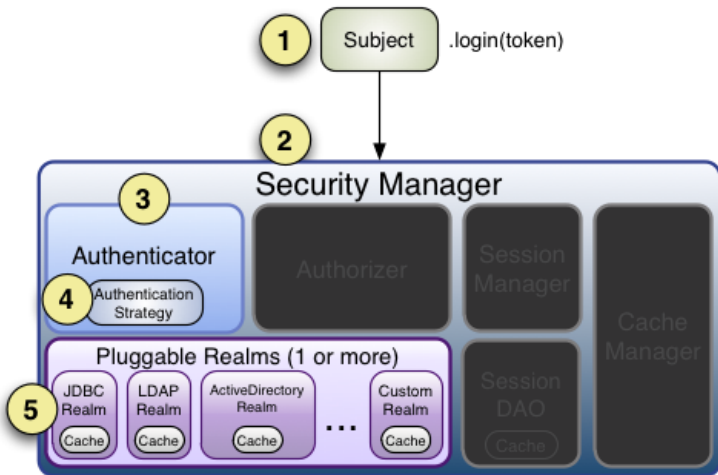 1
Subject
.login(token)
2
Security Manager
3
Authenticator
4
Authentication
Strategy
Authorizer
Session
Manager
Cache
Manager
Pluggable Realms (1 or more)
5
JDBC
Realm
Cache
LDAP
Realm
Cache
ActiveDirectory
Realm
Cache
...
Custom
Realm
Cache
Session
DAO
Cache